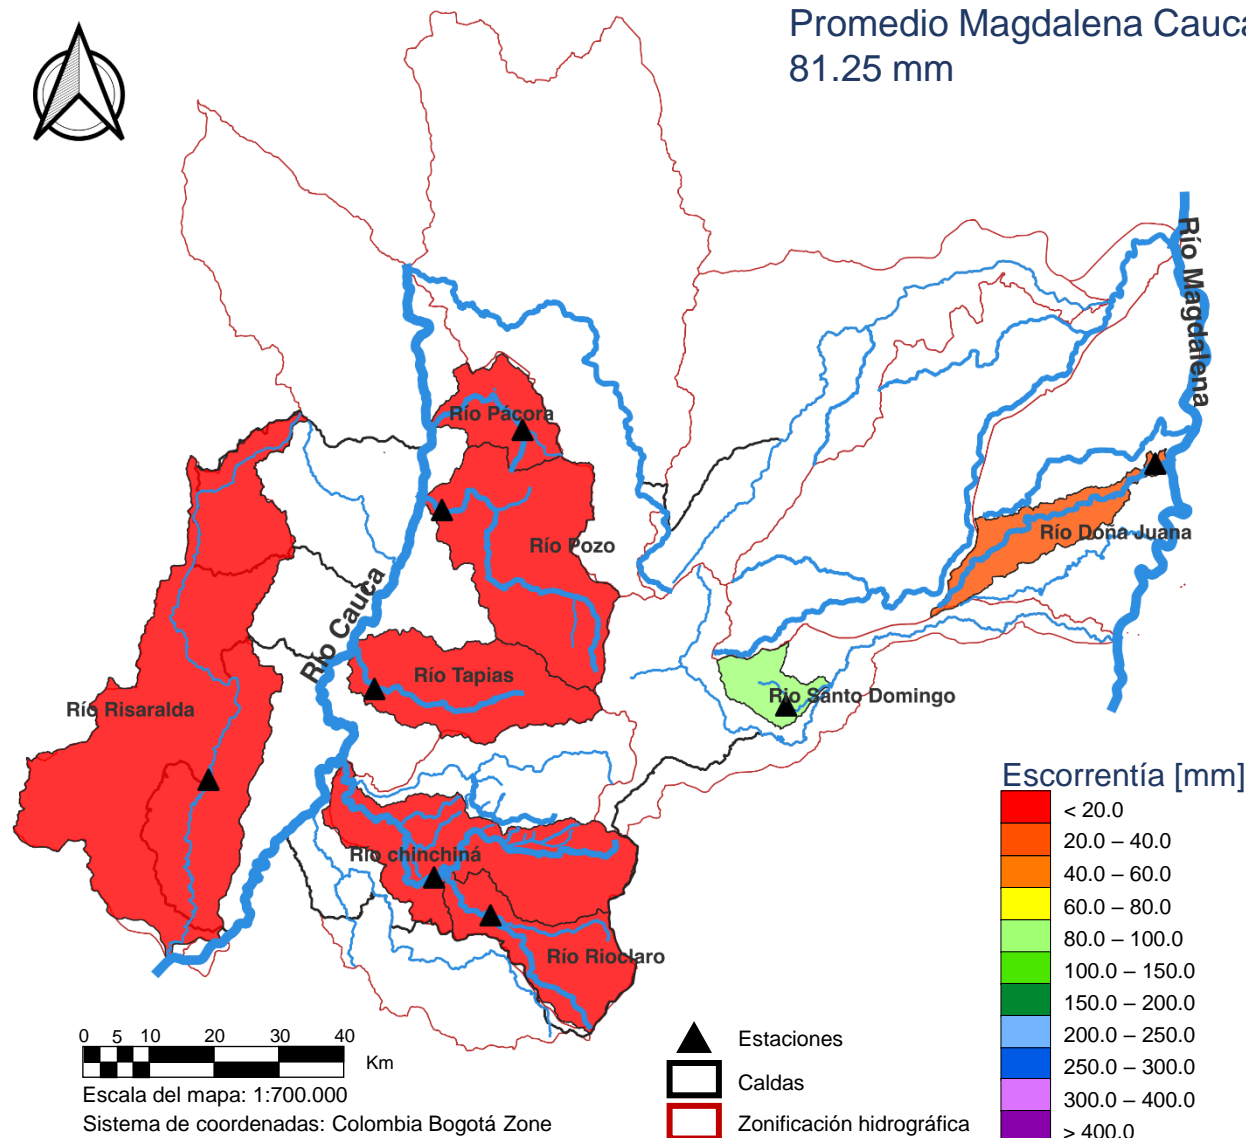 Promedio Magdalena Cauca
81.25 mm
Río Magdalena
Río Pácora
Río Pozo
Río Doña Juana
Río Cauca
Río Tapias
Río Santo Domingo
Río Risaralda
Río chinchiná
Río Rioclaro
Escorrentía [mm]
< 20.0
20.0 – 40.0
40.0 – 60.0
60.0 – 80.0
80.0 – 100.0
100.0 – 150.0
150.0 – 200.0
200.0 – 250.0
250.0 – 300.0
300.0 – 400.0
> 400.0
0 5 10 20 30 40
Km
Escala del mapa: 1:700.000
Sistema de coordenadas: Colombia Bogotá Zone
Estaciones
Caldas
Zonificación hidrográfica